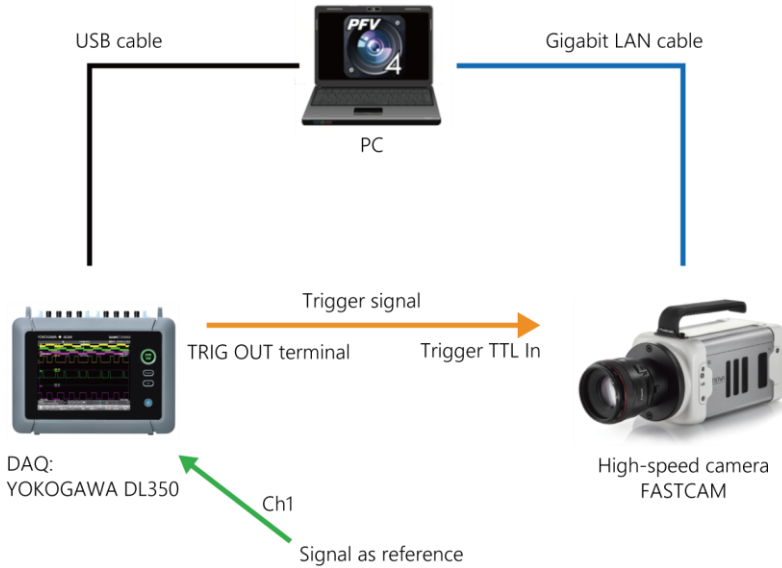 USB cable
PFV
4
Gigabit LAN cable
PC
Trigger signal
TRIG OUT terminal
Trigger TTL In
YOKOGAWA
DAQ:
YOKOGAWA DL350
High-speed camera
FASTCAM
Ch1
Signal as reference